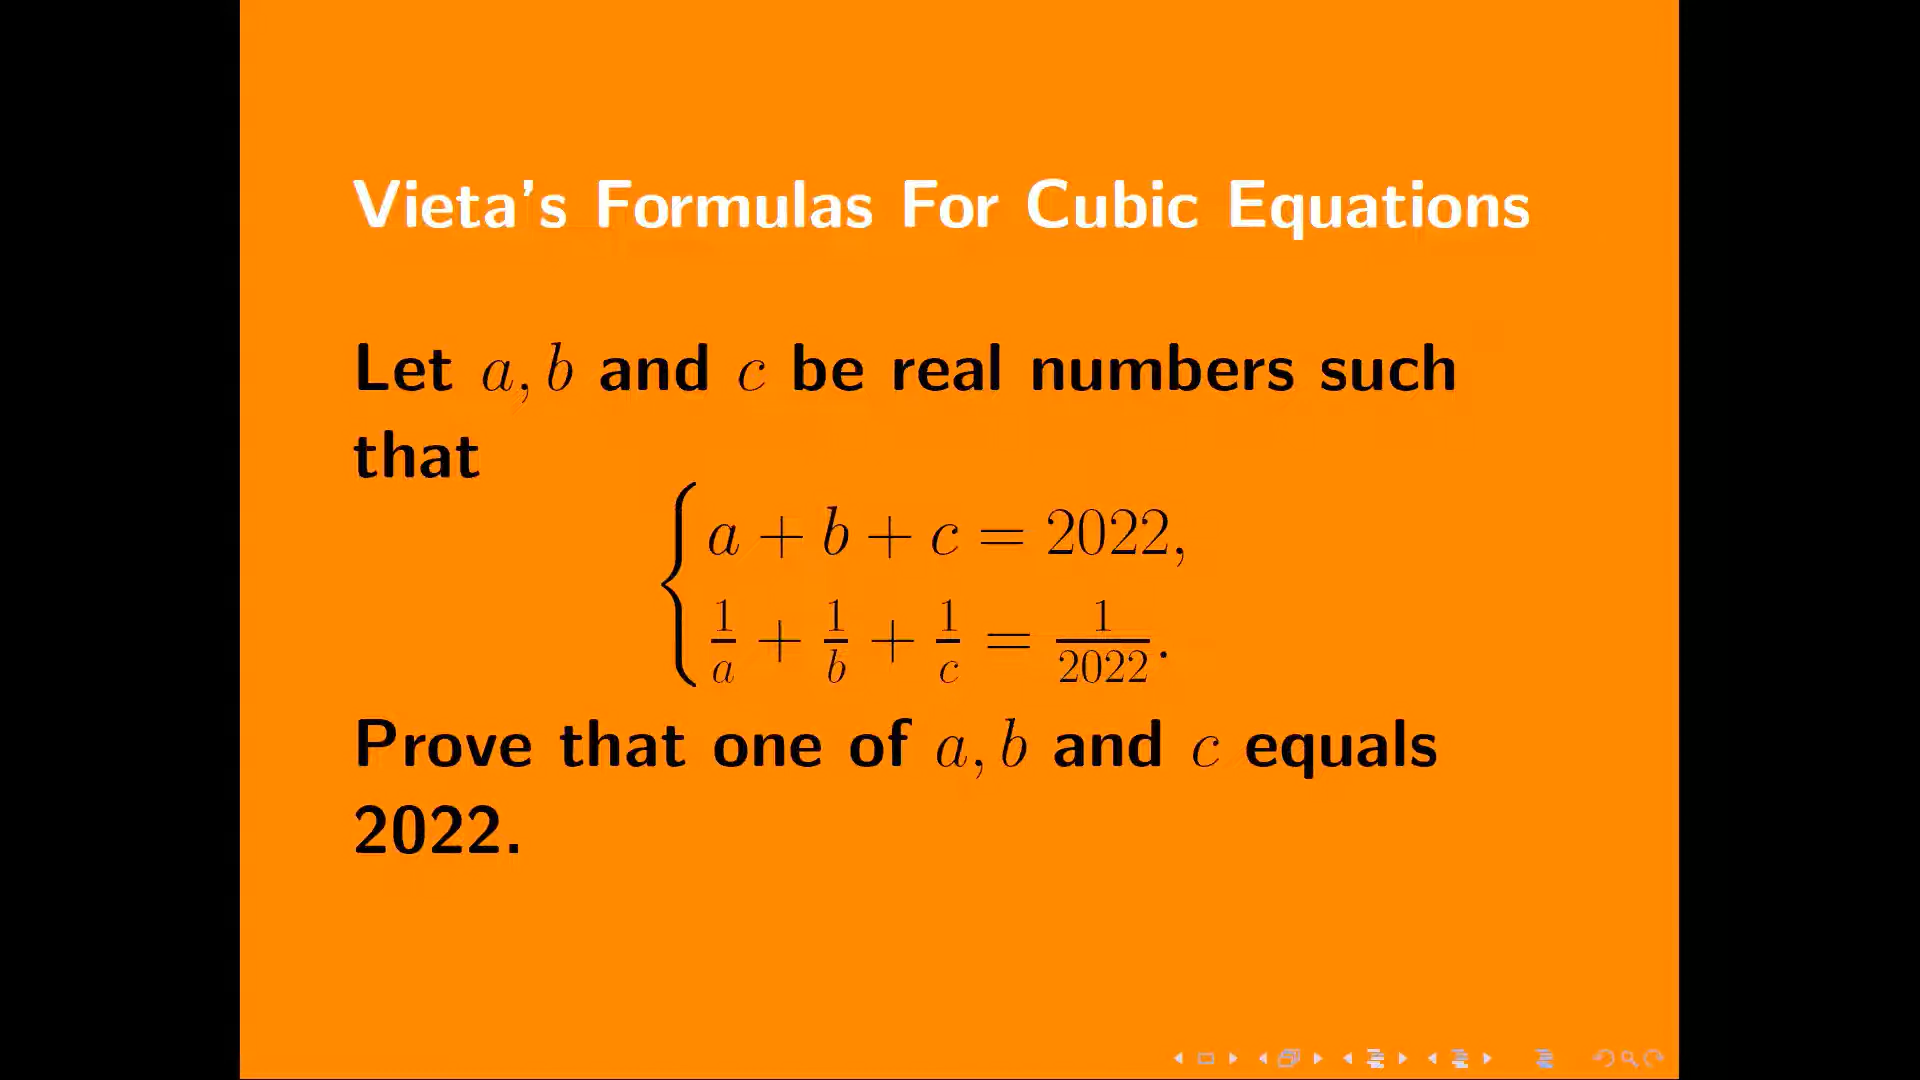 Vieta's Formulas For Cubic Equations
Let a, b and c be real numbers such
that
a + b + c = 2022,
1/a + 1/b + 1/c = 1/2022.
Prove that one of a, b and c equals
2022.